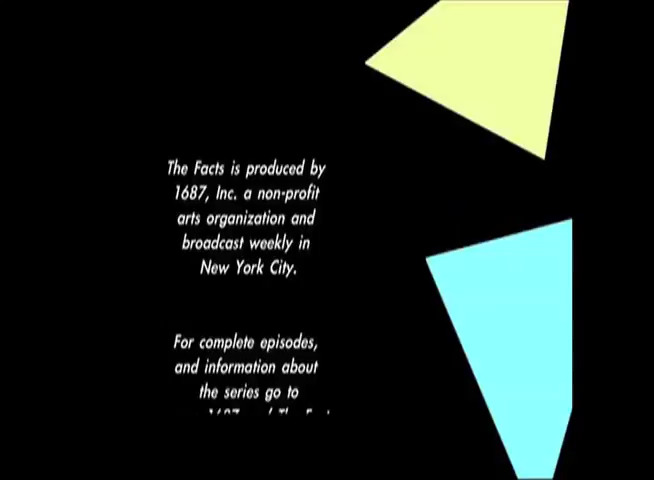 The Facts is produced by
1687, Inc. a non-profit
arts organization and
broadcast weekly in
New York City.
For complete episodes,
and information about
the series go to